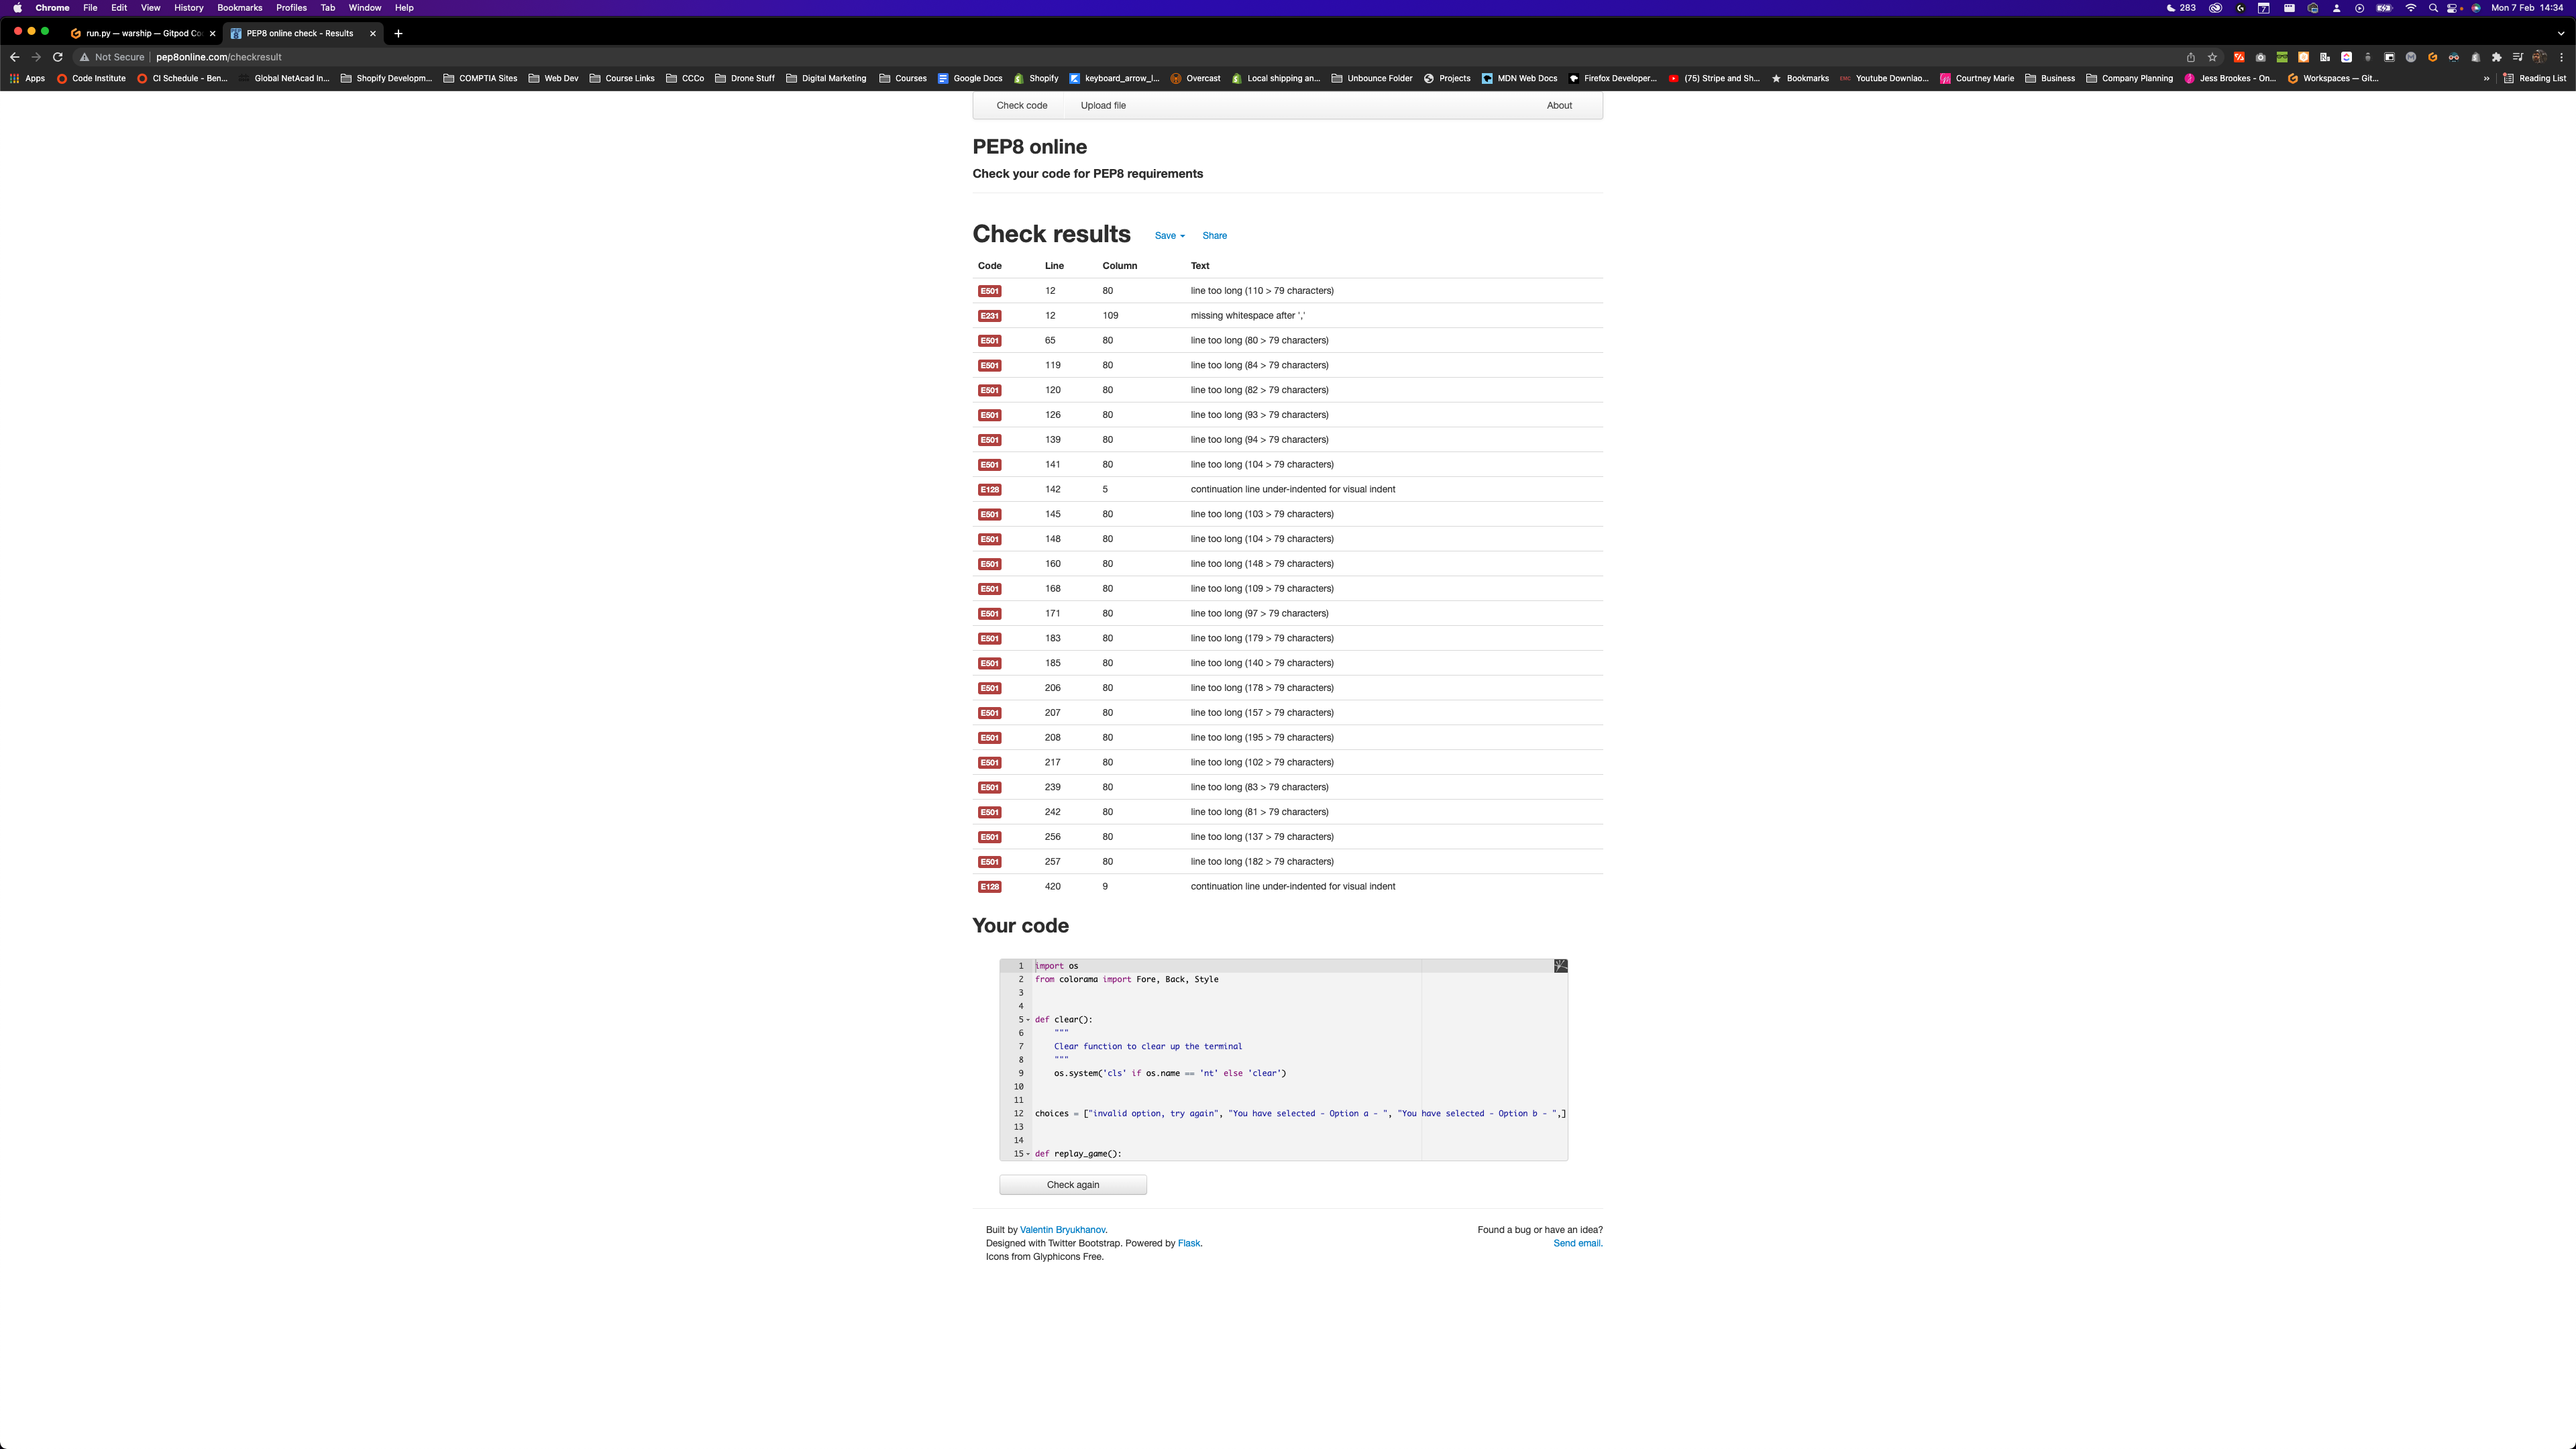 Chrome File Edit View History Bookmarks Profiles Tab Window Help 283 Mon 7 Feb 14:34
run.py — warship — Gitpod Co PEP8 online check - Results
Not Secure pep8online.com/checkresult
Apps Code Institute CI Schedule - Ben... Global NetAcad In... Shopify Developm... COMPTIA Sites Web Dev Course Links CCCo Drone Stuff Digital Marketing Courses Google Docs Shopify keyboard_arrow_l... Overcast Local shipping an... Unbounce Folder Projects MDN Web Docs Firefox Developer... (75) Stripe and Sh... Bookmarks Youtube Downlao... Courtney Marie Business Company Planning Jess Brookes - On... Workspaces — Git... » Reading List
Check code Upload file About
PEP8 online
Check your code for PEP8 requirements
Check results Save Share
Code Line Column Text
E501 12 80 line too long (110 > 79 characters)
E231 12 109 missing whitespace after ','
E501 65 80 line too long (80 > 79 characters)
E501 119 80 line too long (84 > 79 characters)
E501 120 80 line too long (82 > 79 characters)
E501 126 80 line too long (93 > 79 characters)
E501 139 80 line too long (94 > 79 characters)
E501 141 80 line too long (104 > 79 characters)
E128 142 5 continuation line under-indented for visual indent
E501 145 80 line too long (103 > 79 characters)
E501 148 80 line too long (104 > 79 characters)
E501 160 80 line too long (148 > 79 characters)
E501 168 80 line too long (109 > 79 characters)
E501 171 80 line too long (97 > 79 characters)
E501 183 80 line too long (179 > 79 characters)
E501 185 80 line too long (140 > 79 characters)
E501 206 80 line too long (178 > 79 characters)
E501 207 80 line too long (157 > 79 characters)
E501 208 80 line too long (195 > 79 characters)
E501 217 80 line too long (102 > 79 characters)
E501 239 80 line too long (83 > 79 characters)
E501 242 80 line too long (81 > 79 characters)
E501 256 80 line too long (137 > 79 characters)
E501 257 80 line too long (182 > 79 characters)
E128 420 9 continuation line under-indented for visual indent
Your code
1 import os
2 from colorama import Fore, Back, Style
3
4
5 def clear():
6 """
7 Clear function to clear up the terminal
8 """
9 os.system('cls' if os.name == 'nt' else 'clear')
10
11
12 choices = ["invalid option, try again", "You have selected - Option a - ", "You have selected - Option b - ",]
13
14
15 def replay_game():
Check again
Built by Valentin Bryukhanov. Found a bug or have an idea?
Designed with Twitter Bootstrap. Powered by Flask. Send email.
Icons from Glyphicons Free.